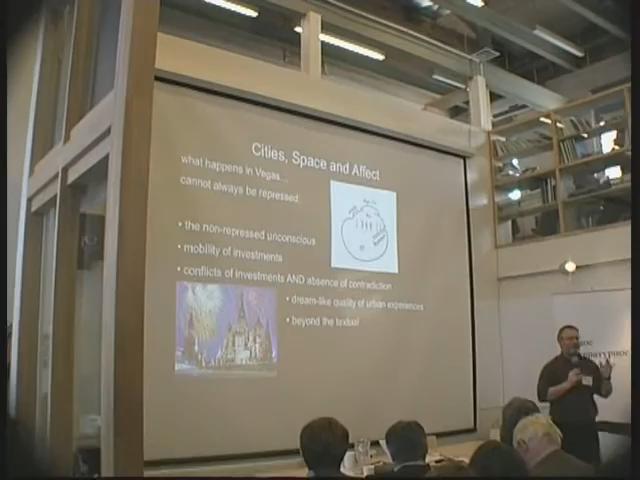 Cities, Space and Affect
what happens in Vegas...
cannot always be repressed
• the non-repressed unconscious
• mobility of investments
• conflicts of investments AND absence of contradiction
• dream-like quality of urban experiences
• beyond the textual